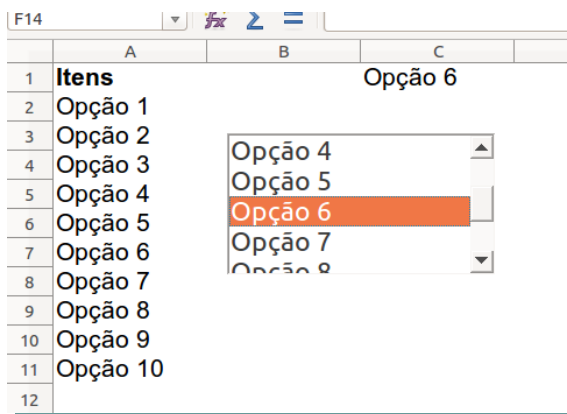 F14
A B C
1 Itens Opção 6
2 Opção 1
3 Opção 2
4 Opção 3
5 Opção 4
6 Opção 5
7 Opção 6
8 Opção 7
9 Opção 8
10 Opção 9
11 Opção 10
12
Opção 4
Opção 5
Opção 6
Opção 7
Opção 8